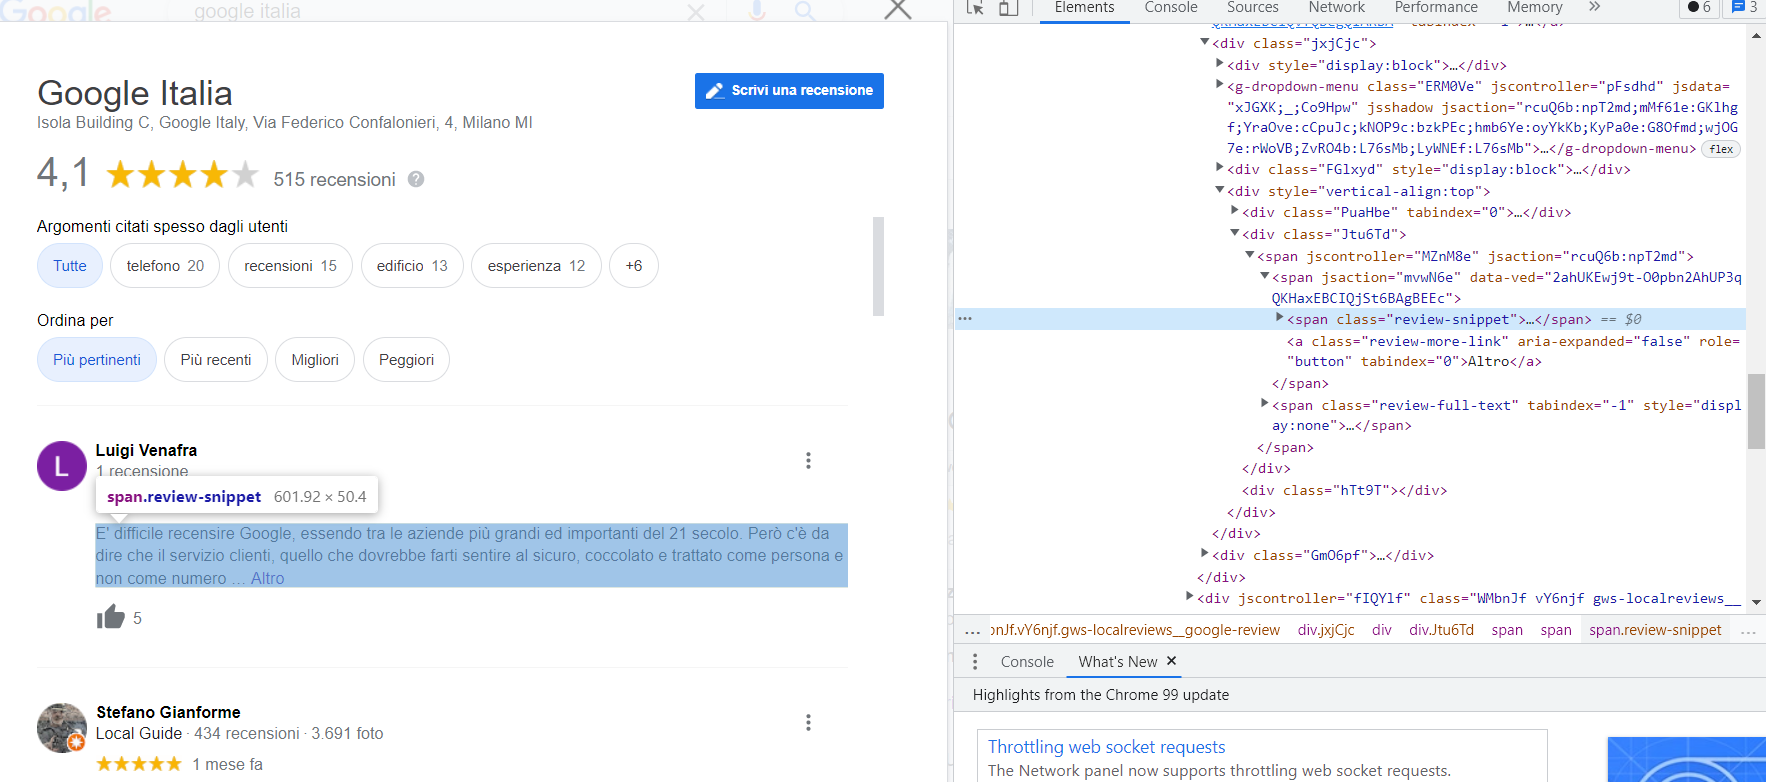 Google
google italia
Google Italia
Scrivi una recensione
Isola Building C, Google Italy, Via Federico Confalonieri, 4, Milano MI
4,1
515 recensioni
Argomenti citati spesso dagli utenti
Tutte
telefono 20
recensioni 15
edificio 13
esperienza 12
+6
Ordina per
Più pertinenti
Più recenti
Migliori
Peggiori
L
Luigi Venafra
1 recensione
span.review-snippet 601.92 × 50.4
E' difficile recensire Google, essendo tra le aziende più grandi ed importanti del 21 secolo. Però c'è da
dire che il servizio clienti, quello che dovrebbe farti sentire al sicuro, coccolato e trattato come persona e
non come numero … Altro
5
Stefano Gianforme
Local Guide · 434 recensioni · 3.691 foto
1 mese fa
Elements
Console
Sources
Network
Performance
Memory
»
6
3
<div class="jxjCjc">
<div style="display:block">…</div>
<g-dropdown-menu class="ERM0Ve" jscontroller="pFsdhd" jsdata=
"xJGXK;_;Co9Hpw" jsshadow jsaction="rcuQ6b:npT2md;mMf61e:GKlhg
f;YraOve:cCpuJc;kNOP9c:bzkPEc;hmb6Ye:oyYkKb;KyPa0e:G8Ofmd;wjOG
7e:rWoVB;ZvRO4b:L76sMb;LyWNEf:L76sMb">…</g-dropdown-menu> flex
<div class="FGlxyd" style="display:block">…</div>
<div style="vertical-align:top">
<div class="PuaHbe" tabindex="0">…</div>
<div class="Jtu6Td">
<span jscontroller="MZnM8e" jsaction="rcuQ6b:npT2md">
<span jsaction="mvwN6e" data-ved="2ahUKEwj9t-O0pbn2AhUP3q
QKHaxEBCIQjSt6BAgBEEc">
<span class="review-snippet">…</span> == $0
<a class="review-more-link" aria-expanded="false" role=
"button" tabindex="0">Altro</a>
</span>
<span class="review-full-text" tabindex="-1" style="displ
ay:none">…</span>
</span>
</div>
<div class="hTt9T"></div>
</div>
</div>
<div class="GmO6pf">…</div>
</div>
<div jscontroller="fIQYlf" class="WMbnJf vY6njf gws-localreviews__
… bnJf.vY6njf.gws-localreviews__google-review div.jxjCjc div div.Jtu6Td span span span.review-snippet …
Console
What's New
Highlights from the Chrome 99 update
Throttling web socket requests
The Network panel now supports throttling web socket requests.